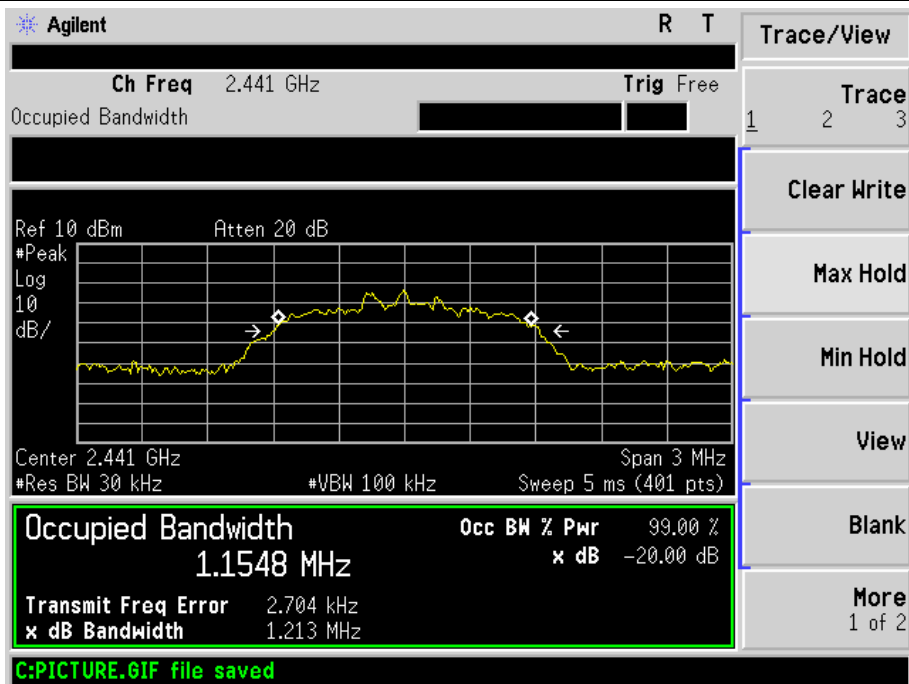 Agilent
R T
Trace/View
Ch Freq 2.441 GHz
Trig Free
Occupied Bandwidth
Trace
1 2 3
Clear Write
Max Hold
Min Hold
View
Blank
More
1 of 2
Ref 10 dBm
Atten 20 dB
#Peak
Log
10
dB/
Center 2.441 GHz
Span 3 MHz
#Res BW 30 kHz
#VBW 100 kHz
Sweep 5 ms (401 pts)
Occupied Bandwidth
1.1548 MHz
Occ BW % Pwr 99.00 %
x dB -20.00 dB
Transmit Freq Error 2.704 kHz
x dB Bandwidth 1.213 MHz
C:PICTURE.GIF file saved